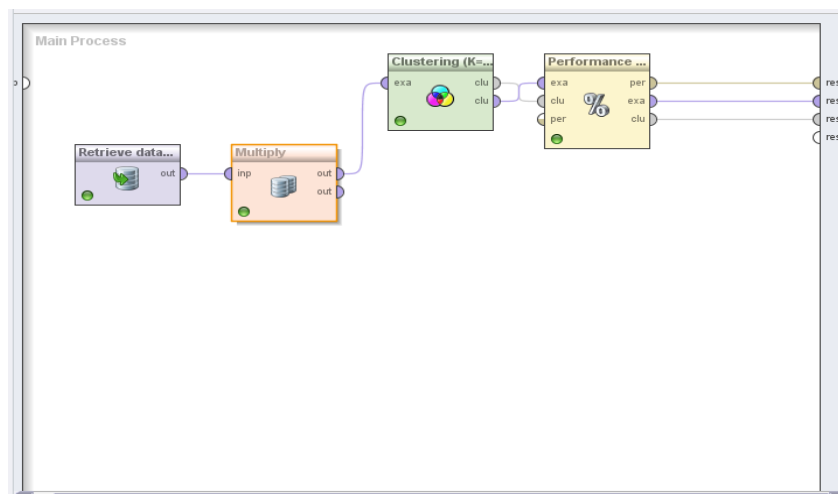 Main Process
Clustering (K=...
exa
clu
clu
Performance ...
exa
per
clu
exa
per
clu
res
res
res
res
Retrieve data...
out
Multiply
inp
out
out